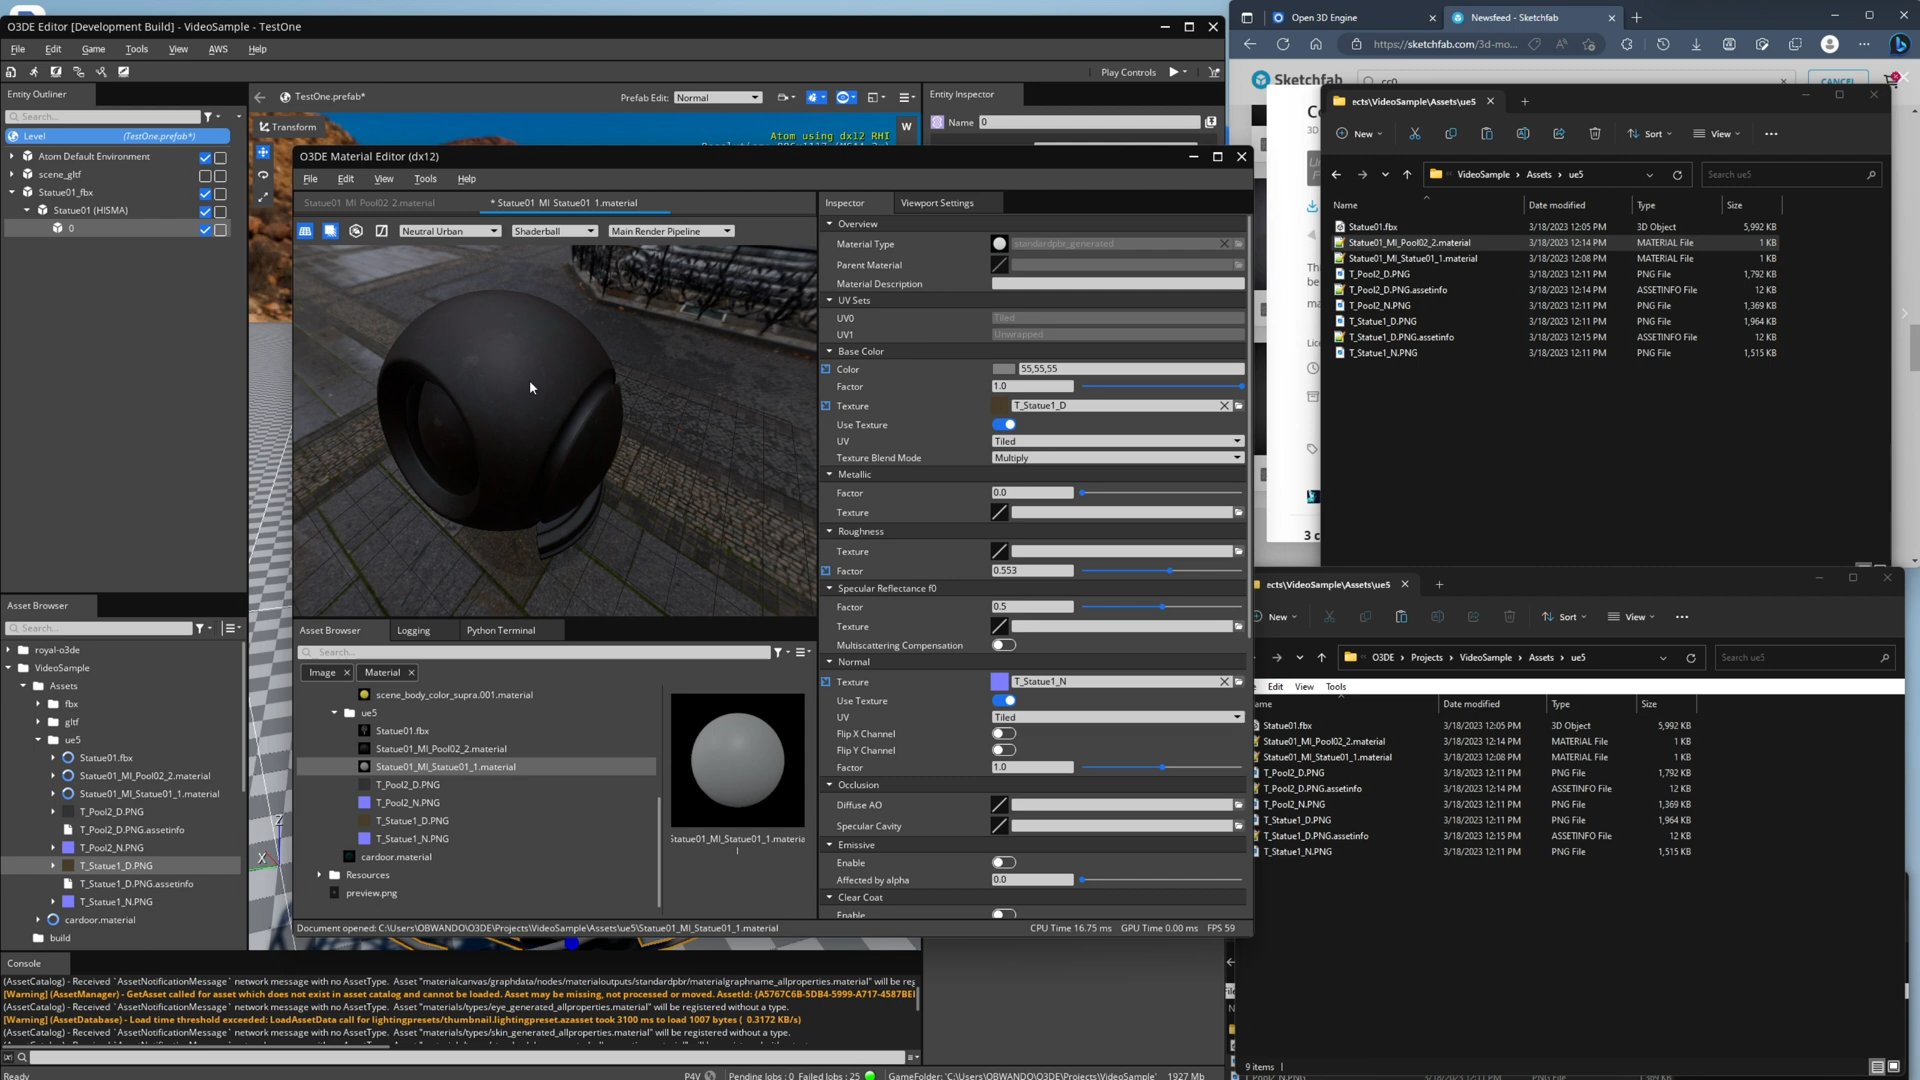 O3DE Editor [Development Build] - VideoSample - TestOne
File Edit Game Tools View AWS Help
Play Controls
Entity Outliner
Search...
Level (TestOne.prefab*)
Atom Default Environment
scene_gltf
Statue01_fbx
Statue01 (HISMA)
0
TestOne.prefab*
Prefab Edit: Normal
Transform
Atom using dx12 RHI
W
Entity Inspector
Name 0
O3DE Material Editor (dx12)
File Edit View Tools Help
Statue01 MI Pool02 2.material
* Statue01 MI Statue01 1.material
Neutral Urban
Shaderball
Main Render Pipeline
Inspector
Viewport Settings
Overview
Material Type standardpbr_generated
Parent Material
Material Description
UV Sets
UV0 Tiled
UV1 Unwrapped
Base Color
Color 55,55,55
Factor 1.0
Texture T_Statue1_D
Use Texture
UV Tiled
Texture Blend Mode Multiply
Metallic
Factor 0.0
Texture
Roughness
Texture
Factor 0.553
Specular Reflectance f0
Factor 0.5
Texture
Multiscattering Compensation
Normal
Texture T_Statue1_N
Use Texture
UV Tiled
Flip X Channel
Flip Y Channel
Factor 1.0
Occlusion
Diffuse AO
Specular Cavity
Emissive
Enable
Affected by alpha 0.0
Clear Coat
Enable
Asset Browser Logging Python Terminal
Search...
Image Material
scene_body_color_supra.001.material
ue5
Statue01.fbx
Statue01_MI_Pool02_2.material
Statue01_MI_Statue01_1.material
T_Pool2_D.PNG
T_Pool2_N.PNG
T_Statue1_D.PNG
T_Statue1_N.PNG
cardoor.material
Resources
preview.png
Statue01_MI_Statue01_1.materia
l
Document opened: C:\Users\OBWANDO\O3DE\Projects\VideoSample\Assets\ue5\Statue01_MI_Statue01_1.material
CPU Time 16.75 ms GPU Time 0.00 ms FPS 59
Asset Browser
Search...
royal-o3de
VideoSample
Assets
fbx
gltf
ue5
Statue01.fbx
Statue01_MI_Pool02_2.material
Statue01_MI_Statue01_1.material
T_Pool2_D.PNG
T_Pool2_D.PNG.assetinfo
T_Pool2_N.PNG
T_Statue1_D.PNG
T_Statue1_D.PNG.assetinfo
T_Statue1_N.PNG
cardoor.material
build
Z
X
Console
(AssetCatalog) - Received `AssetNotificationMessage` network message with no AssetType. Asset "materialcanvas/graphdata/nodes/materialoutputs/standardpbr/materialgraphname_allproperties.material" will be reg
[Warning] (AssetManager) - GetAsset called for asset which does not exist in asset catalog and cannot be loaded. Asset may be missing, not processed or moved. AssetId: {A5767C6B-5DB4-5999-A717-4587BEI
(AssetCatalog) - Received `AssetNotificationMessage` network message with no AssetType. Asset "materials/types/eye_generated_allproperties.material" will be registered without a type.
[Warning] (AssetDatabase) - Load time threshold exceeded: LoadAssetData call for lightingpresets/thumbnail.lightingpreset.azasset took 3100 ms to load 1007 bytes ( 0.3172 KB/s)
(AssetCatalog) - Received `AssetNotificationMessage` network message with no AssetType. Asset "materials/types/skin_generated_allproperties.material" will be registered without a type.
Ready
P4V Pending Jobs : 0 Failed Jobs : 25 GameFolder: 'C:\Users\OBWANDO\O3DE\Projects\VideoSample' 1927 Mb
Open 3D Engine
Newsfeed - Sketchfab
https://sketchfab.com/3d-mo...
Sketchfab
cc0
CANCEL
ects\VideoSample\Assets\ue5
New Sort View
VideoSample > Assets > ue5
Search ue5
Name Date modified Type Size
Statue01.fbx 3/18/2023 12:05 PM 3D Object 5,992 KB
Statue01_MI_Pool02_2.material 3/18/2023 12:14 PM MATERIAL File 1 KB
Statue01_MI_Statue01_1.material 3/18/2023 12:08 PM MATERIAL File 1 KB
T_Pool2_D.PNG 3/18/2023 12:11 PM PNG File 1,792 KB
T_Pool2_D.PNG.assetinfo 3/18/2023 12:14 PM ASSETINFO File 12 KB
T_Pool2_N.PNG 3/18/2023 12:11 PM PNG File 1,369 KB
T_Statue1_D.PNG 3/18/2023 12:11 PM PNG File 1,964 KB
T_Statue1_D.PNG.assetinfo 3/18/2023 12:15 PM ASSETINFO File 12 KB
T_Statue1_N.PNG 3/18/2023 12:11 PM PNG File 1,515 KB
3 c
ects\VideoSample\Assets\ue5
New Sort View
O3DE > Projects > VideoSample > Assets > ue5
Search ue5
Edit View Tools
ame Date modified Type Size
Statue01.fbx 3/18/2023 12:05 PM 3D Object 5,992 KB
Statue01_MI_Pool02_2.material 3/18/2023 12:14 PM MATERIAL File 1 KB
Statue01_MI_Statue01_1.material 3/18/2023 12:08 PM MATERIAL File 1 KB
T_Pool2_D.PNG 3/18/2023 12:11 PM PNG File 1,792 KB
T_Pool2_D.PNG.assetinfo 3/18/2023 12:14 PM ASSETINFO File 12 KB
T_Pool2_N.PNG 3/18/2023 12:11 PM PNG File 1,369 KB
T_Statue1_D.PNG 3/18/2023 12:11 PM PNG File 1,964 KB
T_Statue1_D.PNG.assetinfo 3/18/2023 12:15 PM ASSETINFO File 12 KB
T_Statue1_N.PNG 3/18/2023 12:11 PM PNG File 1,515 KB
9 items